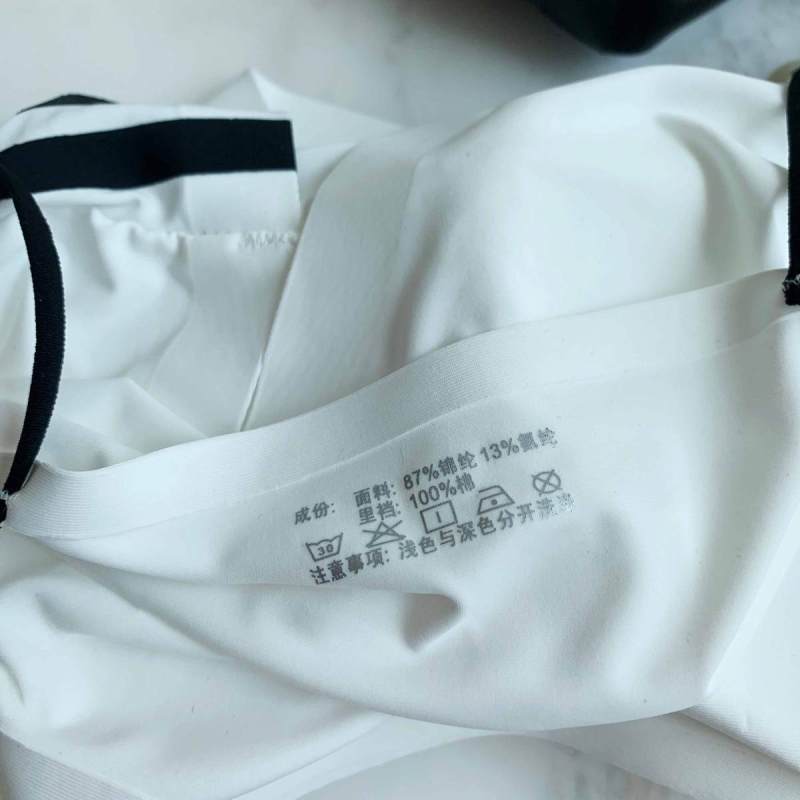 成份: 面料: 87%锦纶 13%氨纶
里裆: 100%棉
30
注意事项: 浅色与深色分开洗涤